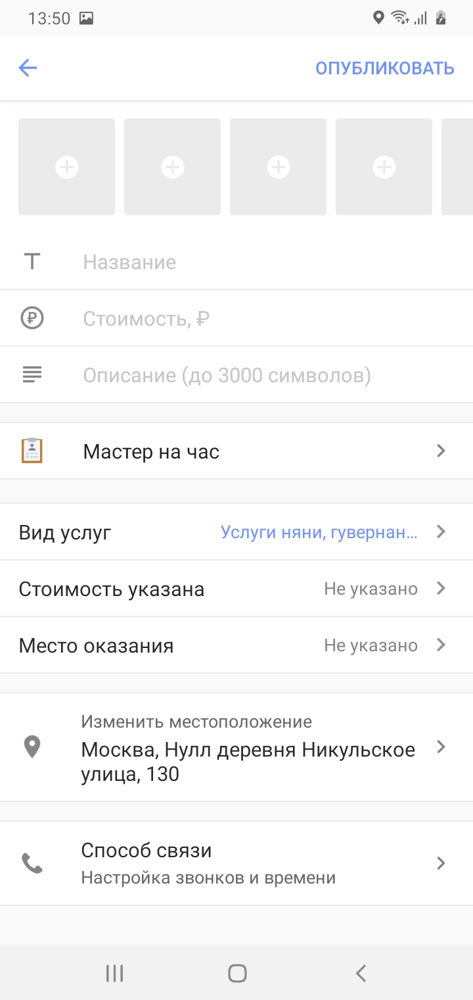 13:50
ОПУБЛИКОВАТЬ
Название
Стоимость, ₽
Описание (до 3000 символов)
Мастер на час
Вид услуг Услуги няни, гувернан...
Стоимость указана Не указано
Место оказания Не указано
Изменить местоположение
Москва, Нулл деревня Никульское
улица, 130
Способ связи
Настройка звонков и времени